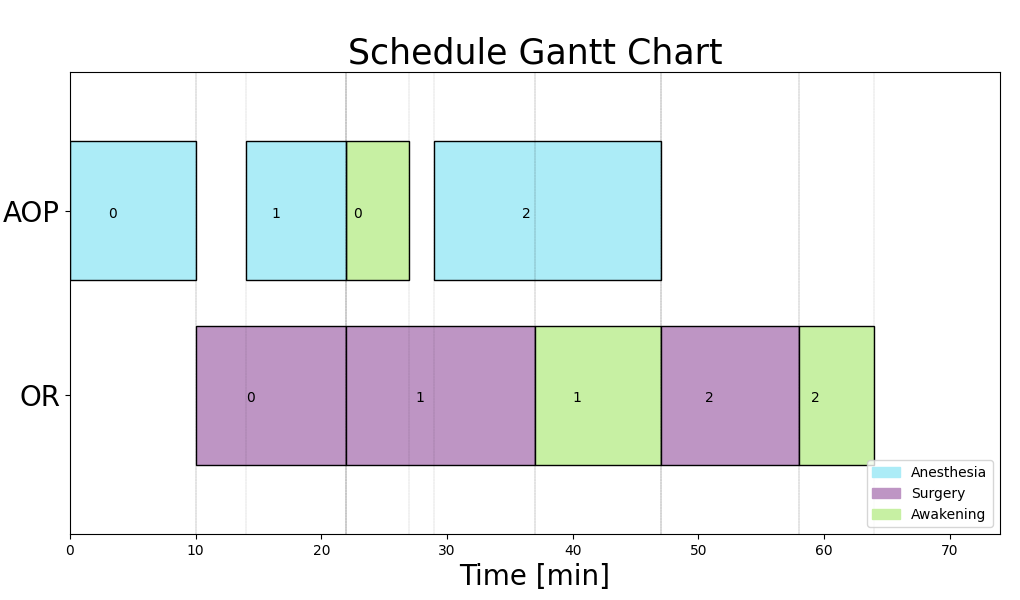 Schedule Gantt Chart
AOP
0
1
0
2
OR
0
1
1
2
2
Anesthesia
Surgery
Awakening
0 10 20 30 40 50 60 70
Time [min]